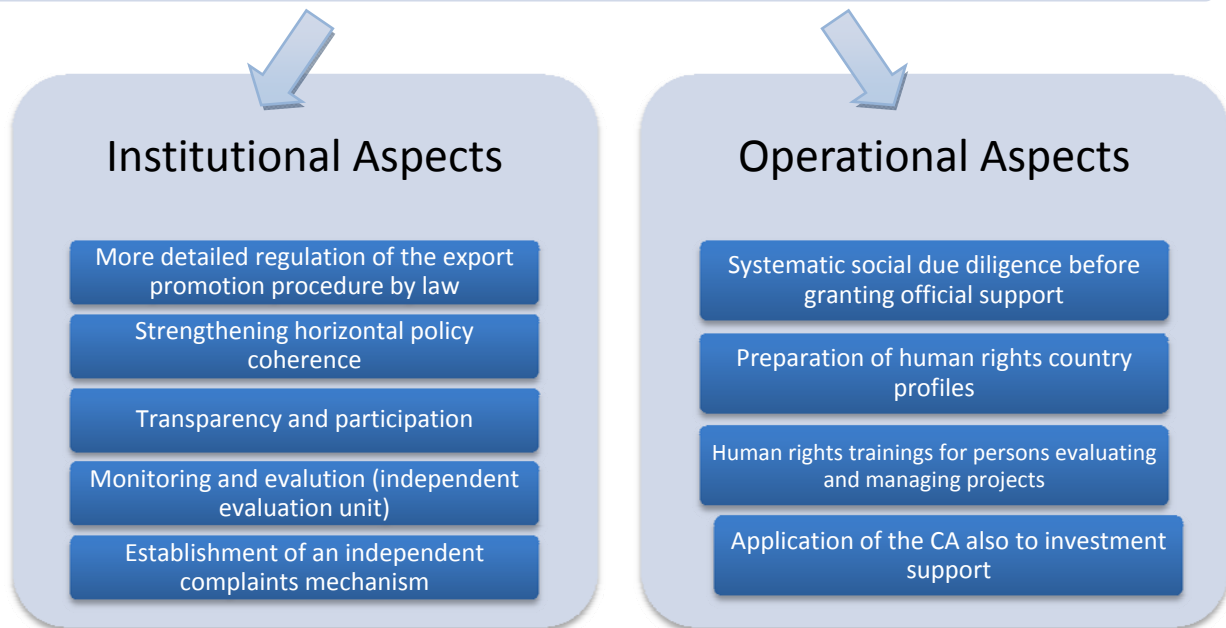 Institutional Aspects
More detailed regulation of the export
promotion procedure by law
Strengthening horizontal policy
coherence
Transparency and participation
Monitoring and evalution (independent
evaluation unit)
Establishment of an independent
complaints mechanism
Operational Aspects
Systematic social due diligence before
granting official support
Preparation of human rights country
profiles
Human rights trainings for persons evaluating
and managing projects
Application of the CA also to investment
support